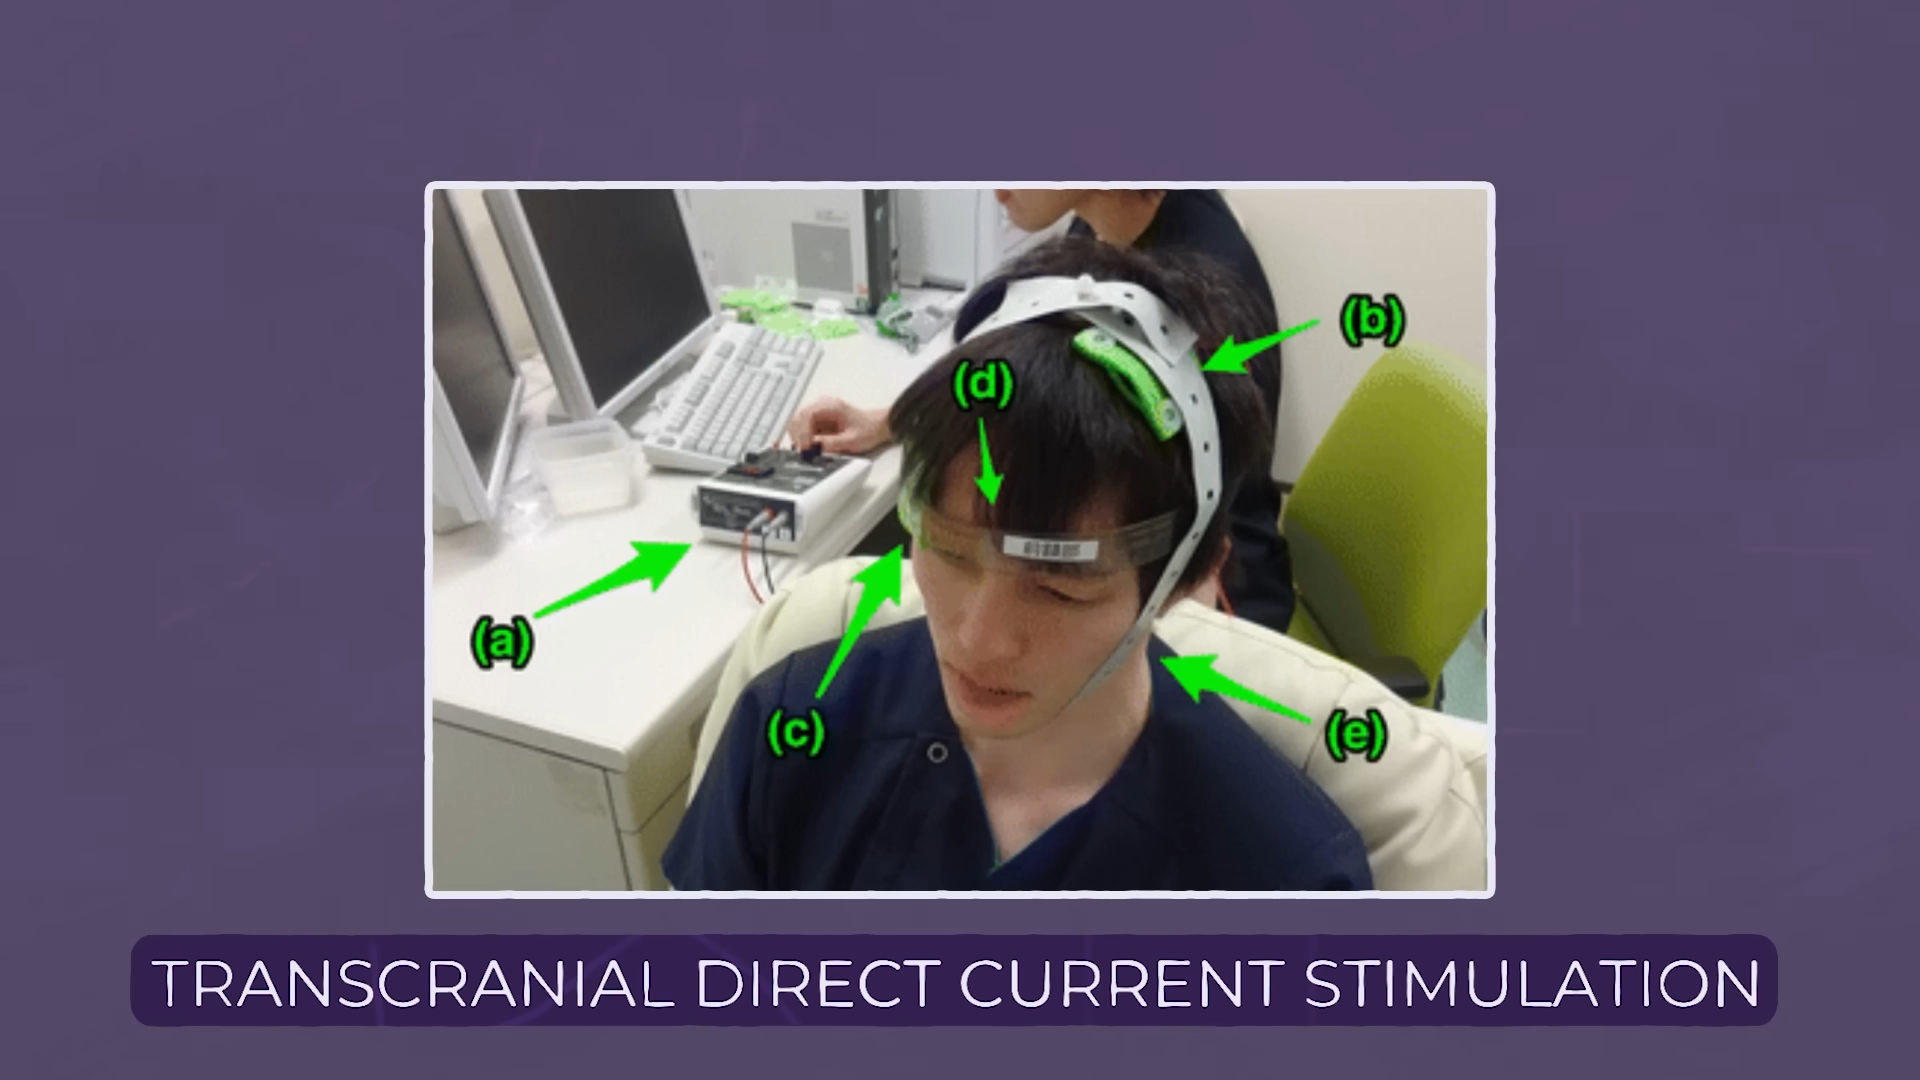 (b)
(d)
(a)
(c)
(e)
TRANSCRANIAL DIRECT CURRENT STIMULATION